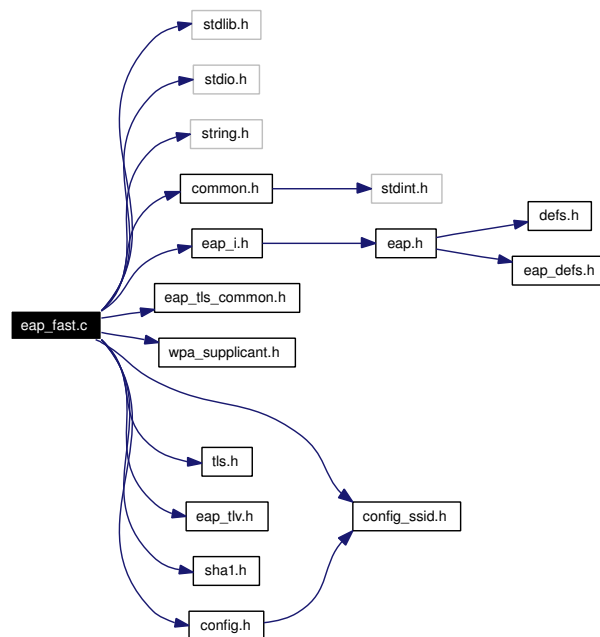 stdlib.h
stdio.h
string.h
common.h
stdint.h
defs.h
eap_i.h
eap.h
eap_defs.h
eap_tls_common.h
eap_fast.c
wpa_supplicant.h
tls.h
eap_tlv.h
config_ssid.h
sha1.h
config.h